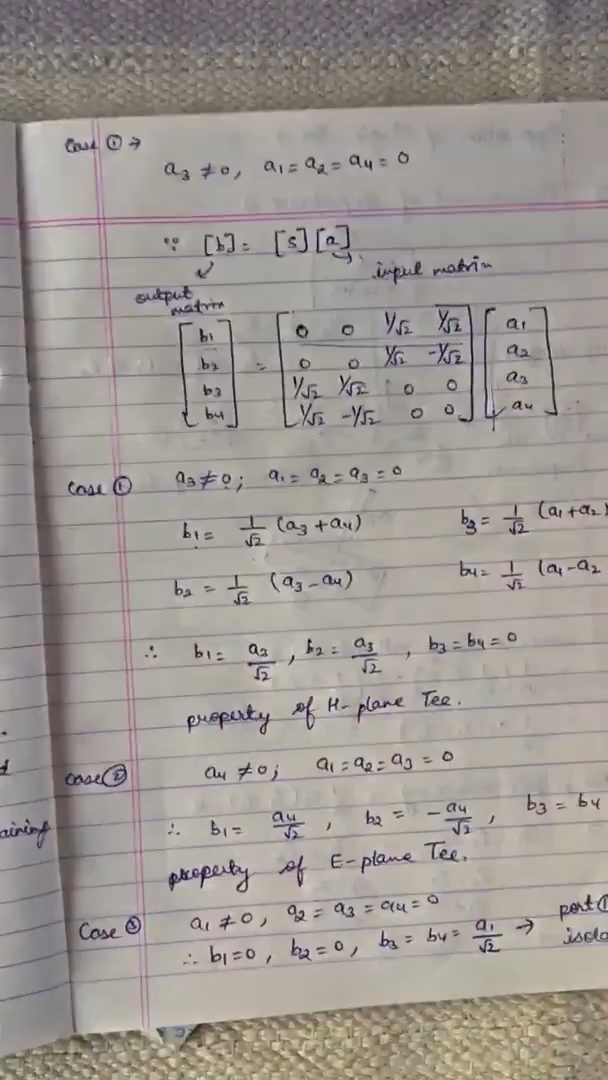 Case ① →
a₃ ≠ 0, a₁ = a₂ = a₄ = 0
∵ [b] = [s][a]
output matrix
input matrix
[b₁] = [0 0 1/√2 1/√2] [a₁]
[b₂] [0 0 1/√2 -1/√2] [a₂]
[b₃] [1/√2 1/√2 0 0] [a₃]
[b₄] [1/√2 -1/√2 0 0] [a₄]
Case ① a₃ ≠ 0; a₁ = a₂ = a₃ = 0
b₁ = 1/√2 (a₃ + a₄) b₃ = 1/√2 (a₁ + a₂)
b₂ = 1/√2 (a₃ - a₄) b₄ = 1/√2 (a₁ - a₂
∴ b₁ = a₃/√2, b₂ = a₃/√2, b₃ = b₄ = 0
property of H-plane Tee.
Case ② a₄ ≠ 0; a₁ = a₂ = a₃ = 0
∴ b₁ = a₄/√2, b₂ = -a₄/√2, b₃ = b₄
property of E-plane Tee.
Case ③ a₁ ≠ 0, a₂ = a₃ = a₄ = 0
∴ b₁ = 0, b₂ = 0, b₃ = b₄ = a₁/√2 → port ①